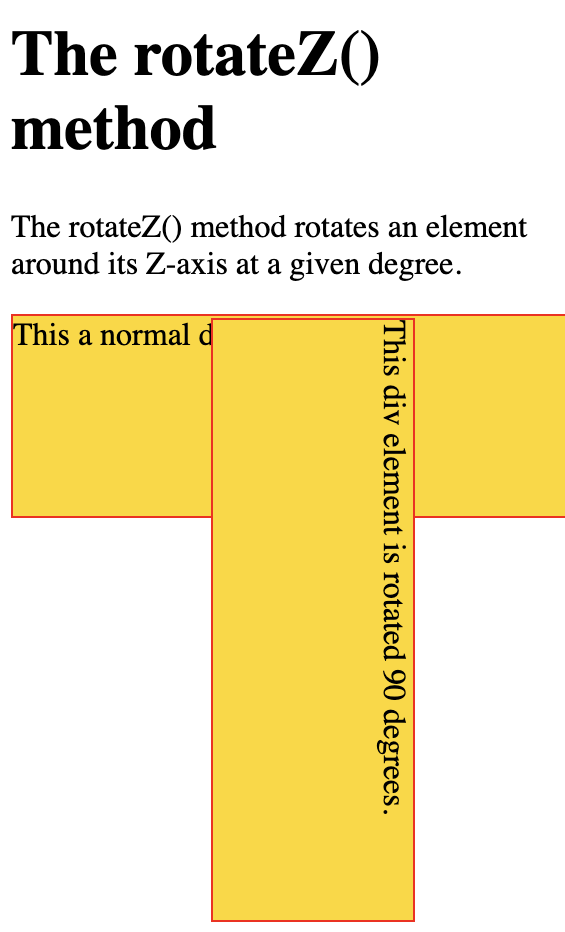 The rotateZ()
method
The rotateZ() method rotates an element
around its Z-axis at a given degree.
This a normal
This div element is rotated 90 degrees.